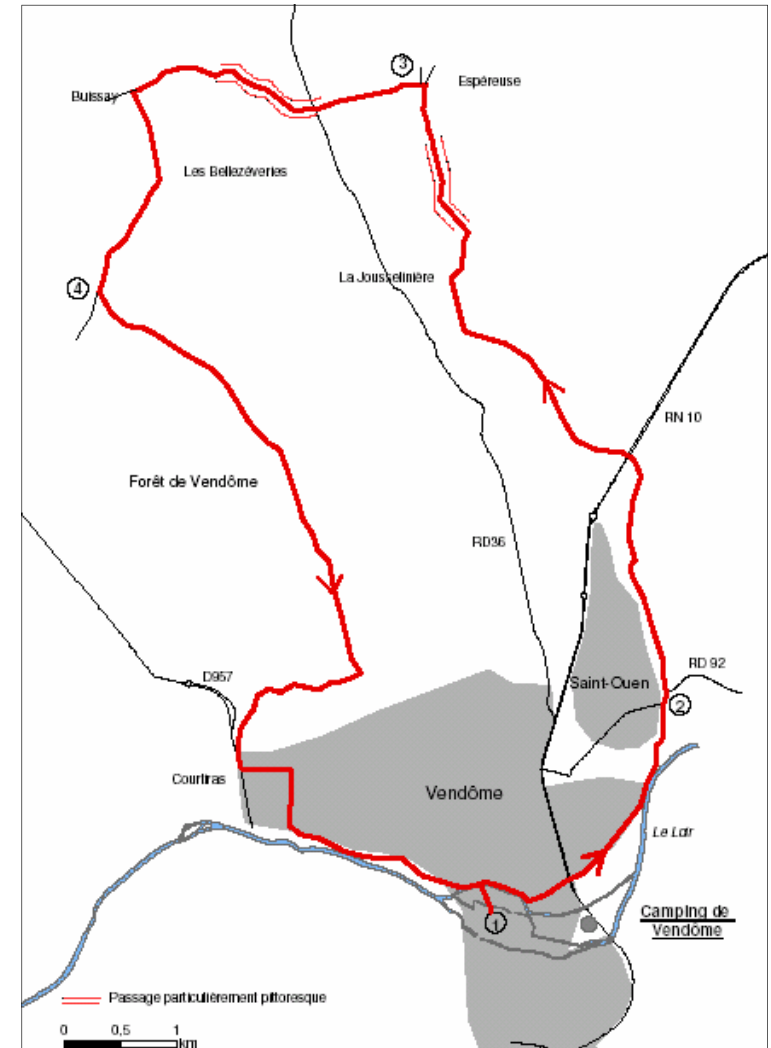 3
Espéreuse
Buissay
Les Bellezéveries
La Jousselinière
4
RN 10
Forêt de Vendôme
RD36
D957
Saint-Ouen
RD 92
2
Courtiras
Vendôme
Le Loir
1
Camping de
Vendôme
Passage particulièrement pittoresque
0 0,5 1
km